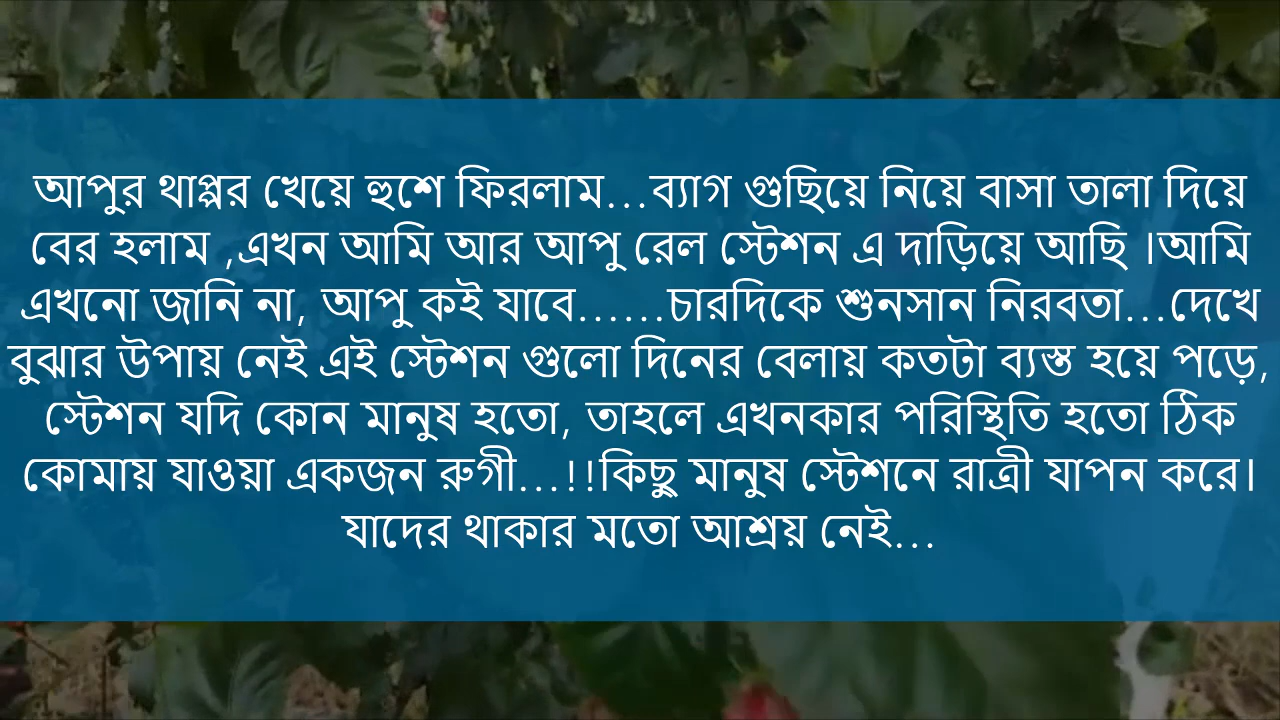 আপুর থাপ্পর খেয়ে হুশে ফিরলাম...ব্যাগ গুছিয়ে নিয়ে বাসা তালা দিয়ে
বের হলাম ,এখন আমি আর আপু রেল স্টেশন এ দাড়িয়ে আছি ।আমি
এখনো জানি না, আপু কই যাবে......চারদিকে শুনসান নিরবতা...দেখে
বুঝার উপায় নেই এই স্টেশন গুলো দিনের বেলায় কতটা ব্যস্ত হয়ে পড়ে,
স্টেশন যদি কোন মানুষ হতো, তাহলে এখনকার পরিস্থিতি হতো ঠিক
কোমায় যাওয়া একজন রুগী...!!কিছু মানুষ স্টেশনে রাত্রী যাপন করে।
যাদের থাকার মতো আশ্রয় নেই...